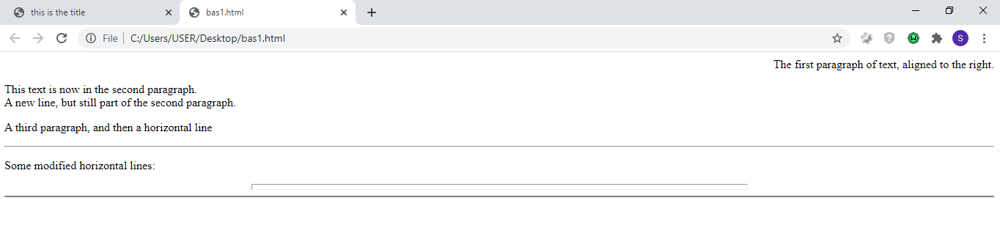 this is the title
bas1.html
File | C:/Users/USER/Desktop/bas1.html
S
The first paragraph of text, aligned to the right.
This text is now in the second paragraph.
A new line, but still part of the second paragraph.
A third paragraph, and then a horizontal line
Some modified horizontal lines: